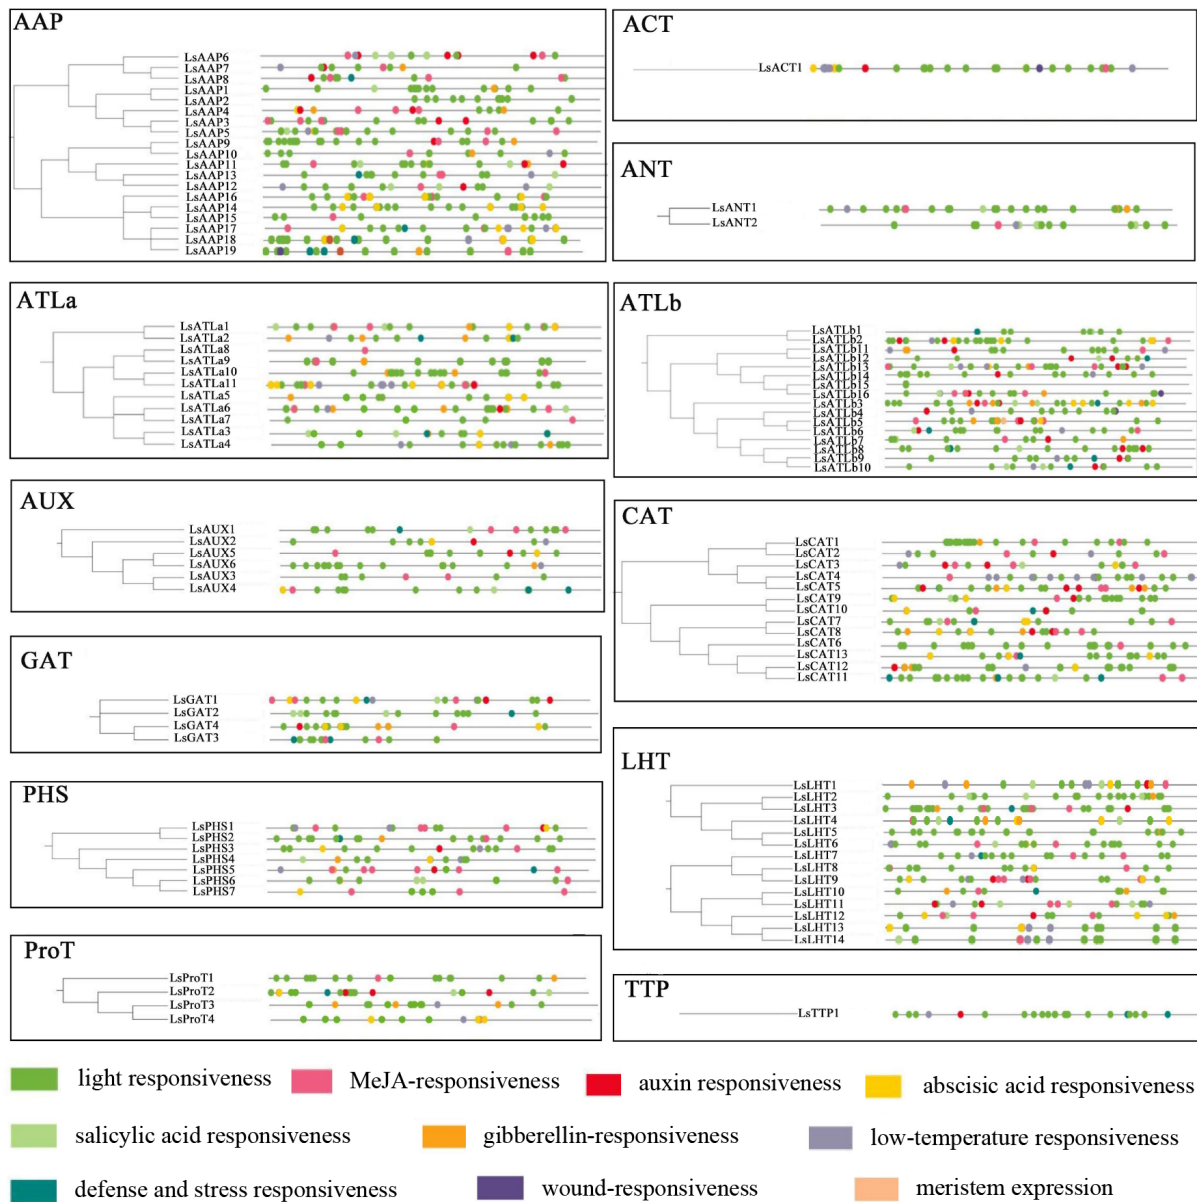 AAP
LsAAP6
LsAAP7
LsAAP8
LsAAP1
LsAAP2
LsAAP4
LsAAP3
LsAAP5
LsAAP9
LsAAP10
LsAAP11
LsAAP13
LsAAP12
LsAAP16
LsAAP14
LsAAP15
LsAAP17
LsAAP18
LsAAP19
ACT
LsACT1
ANT
LsANT1
LsANT2
ATLa
LsATLa1
LsATLa2
LsATLa8
LsATLa9
LsATLa10
LsATLa11
LsATLa5
LsATLa6
LsATLa7
LsATLa3
LsATLa4
ATLb
LsATLb1
LsATLb2
LsATLb11
LsATLb12
LsATLb13
LsATLb14
LsATLb15
LsATLb16
LsATLb3
LsATLb4
LsATLb5
LsATLb6
LsATLb7
LsATLb8
LsATLb9
LsATLb10
AUX
LsAUX1
LsAUX2
LsAUX5
LsAUX6
LsAUX3
LsAUX4
CAT
LsCAT1
LsCAT2
LsCAT3
LsCAT4
LsCAT5
LsCAT9
LsCAT10
LsCAT7
LsCAT8
LsCAT6
LsCAT13
LsCAT12
LsCAT11
GAT
LsGAT1
LsGAT2
LsGAT4
LsGAT3
LHT
LsLHT1
LsLHT2
LsLHT3
LsLHT4
LsLHT5
LsLHT6
LsLHT7
LsLHT8
LsLHT9
LsLHT10
LsLHT11
LsLHT12
LsLHT13
LsLHT14
PHS
LsPHS1
LsPHS2
LsPHS3
LsPHS4
LsPHS5
LsPHS6
LsPHS7
ProT
LsProT1
LsProT2
LsProT3
LsProT4
TTP
LsTTP1
light responsiveness
MeJA-responsiveness
auxin responsiveness
abscisic acid responsiveness
salicylic acid responsiveness
gibberellin-responsiveness
low-temperature responsiveness
defense and stress responsiveness
wound-responsiveness
meristem expression